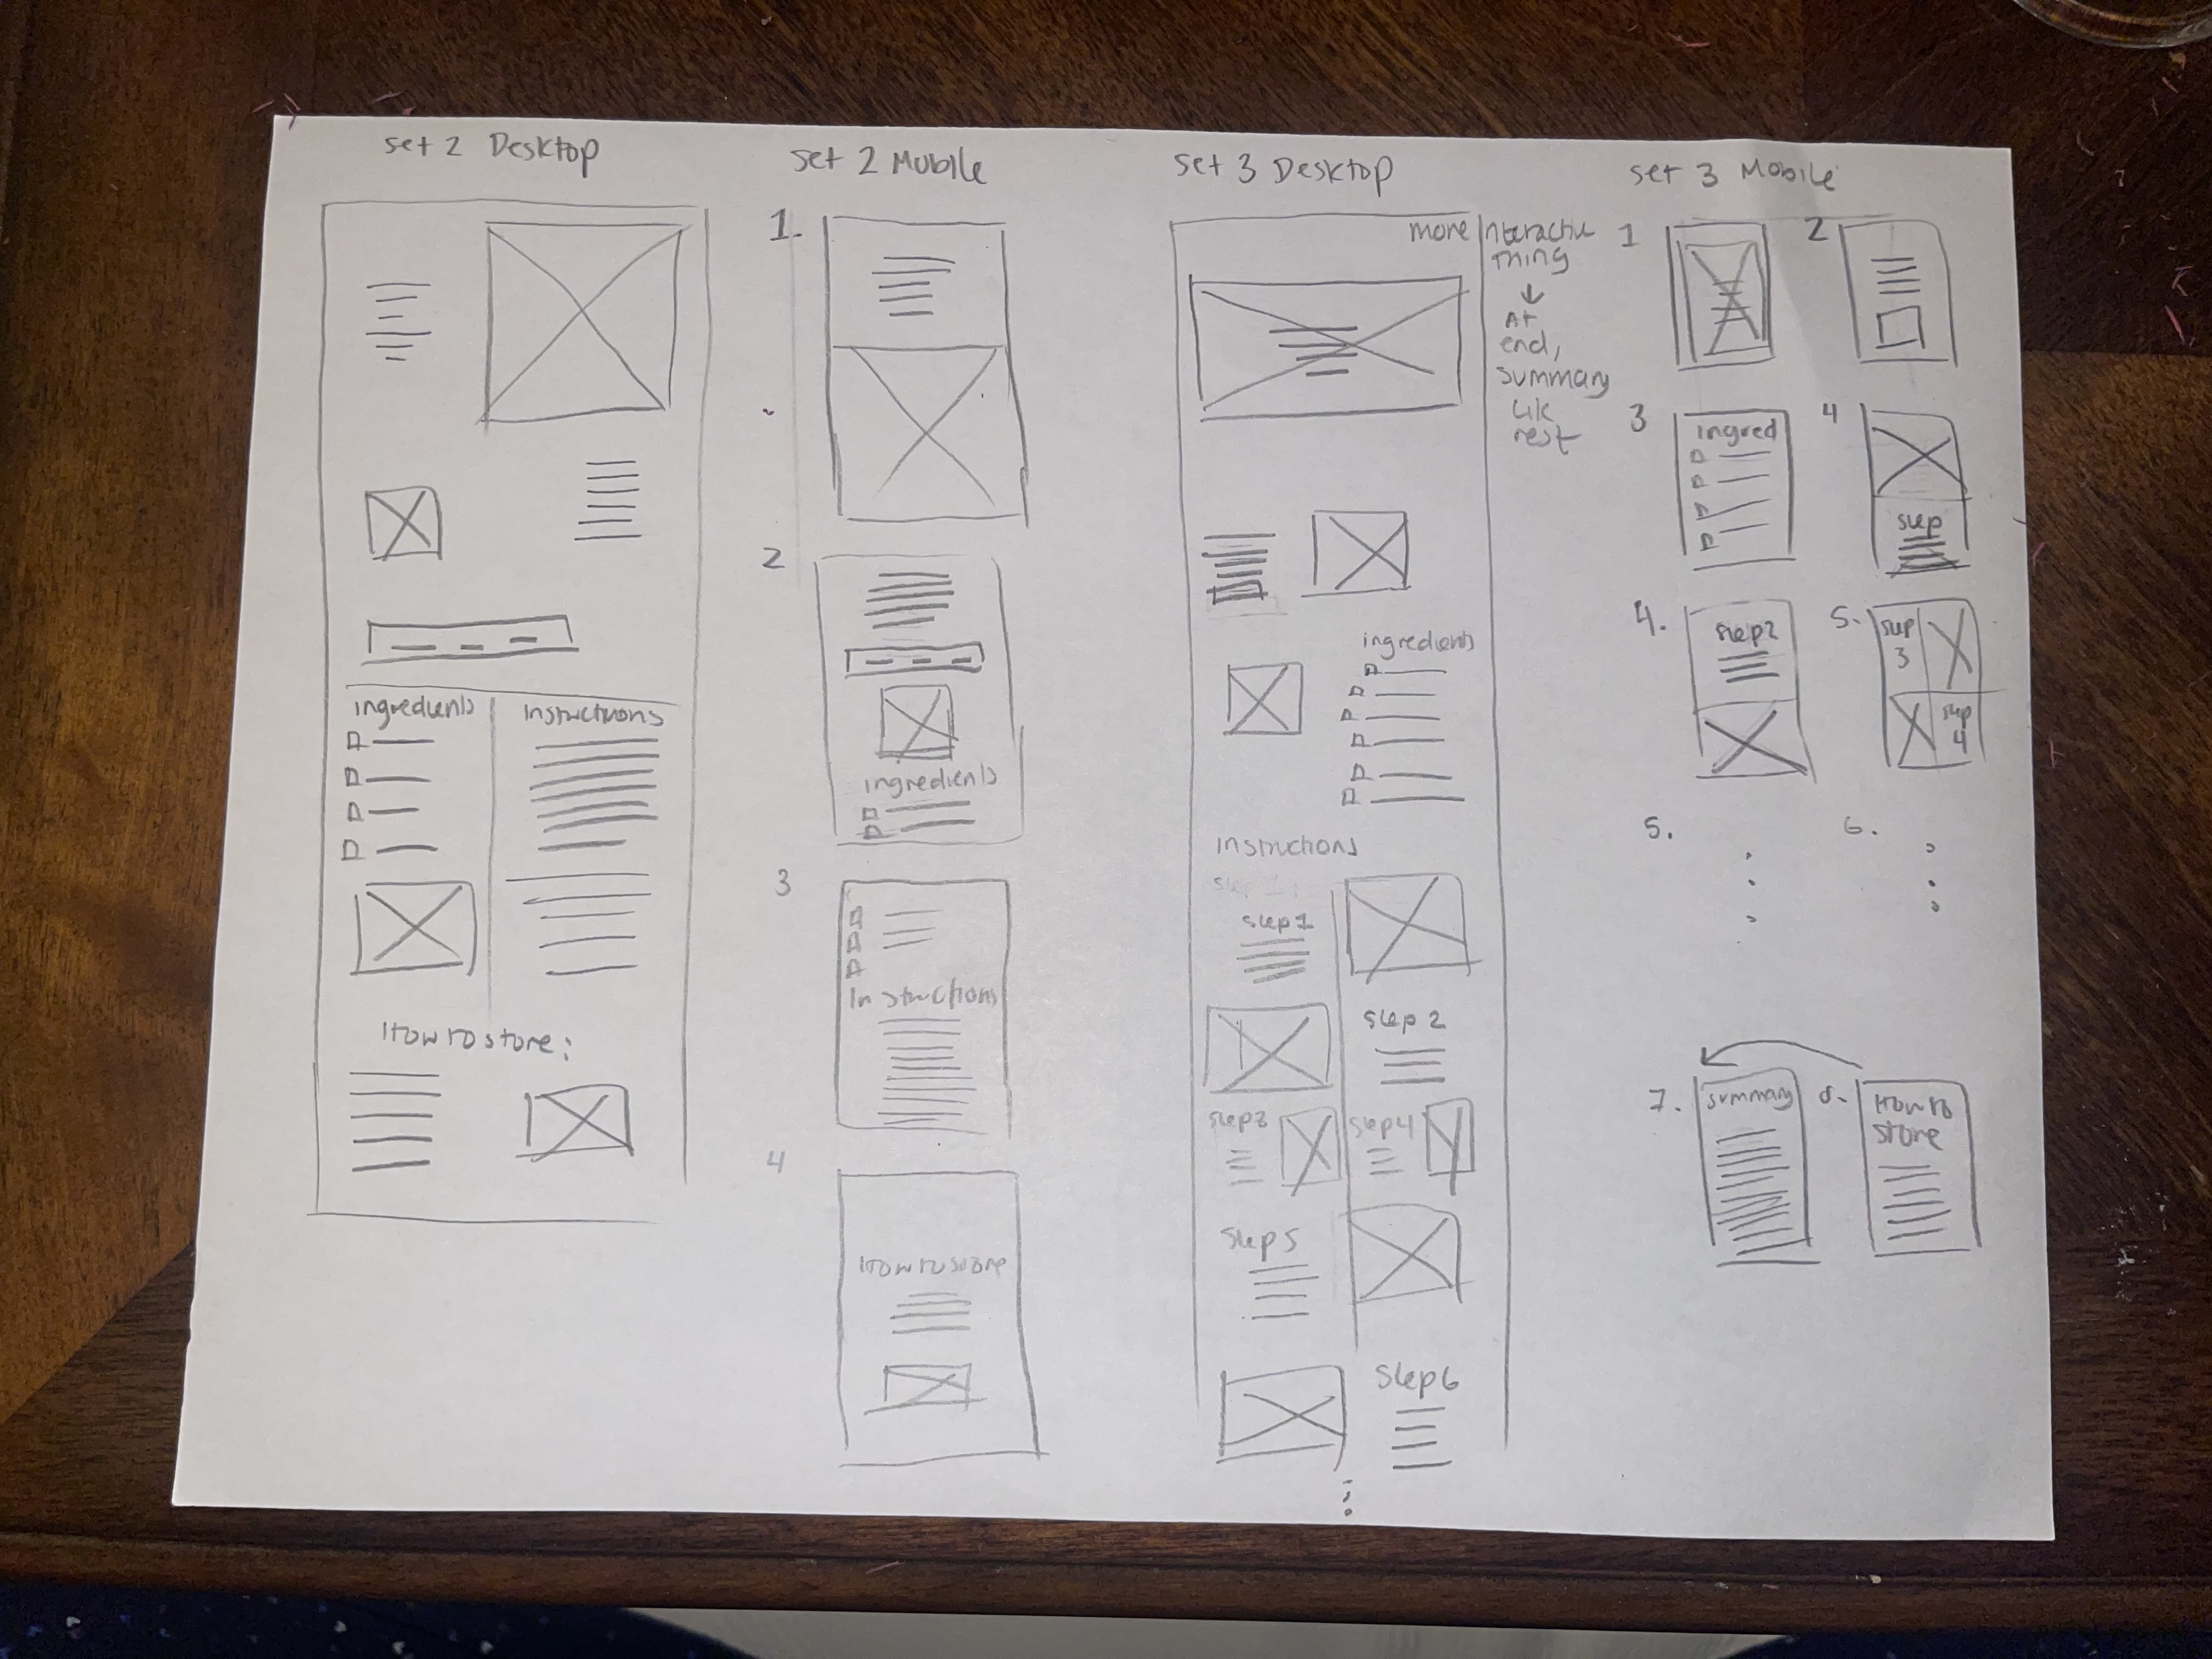 set 2 Desktop
ingredients
Instructions
How to store:
set 2 Mobile
1.
2
ingredients
3
Instructions
4
How to store
set 3 Desktop
more Interactive
thing
↓
At
end,
summary
like
rest
ingredients
Instructions
step 1
step 2
step 3
step 4
step 5
step 6
set 3 Mobile
1
2
3
ingred
4
step
4.
step 2
5.
step
3
step
4
5.
6.
7.
summary
8.
How to
store